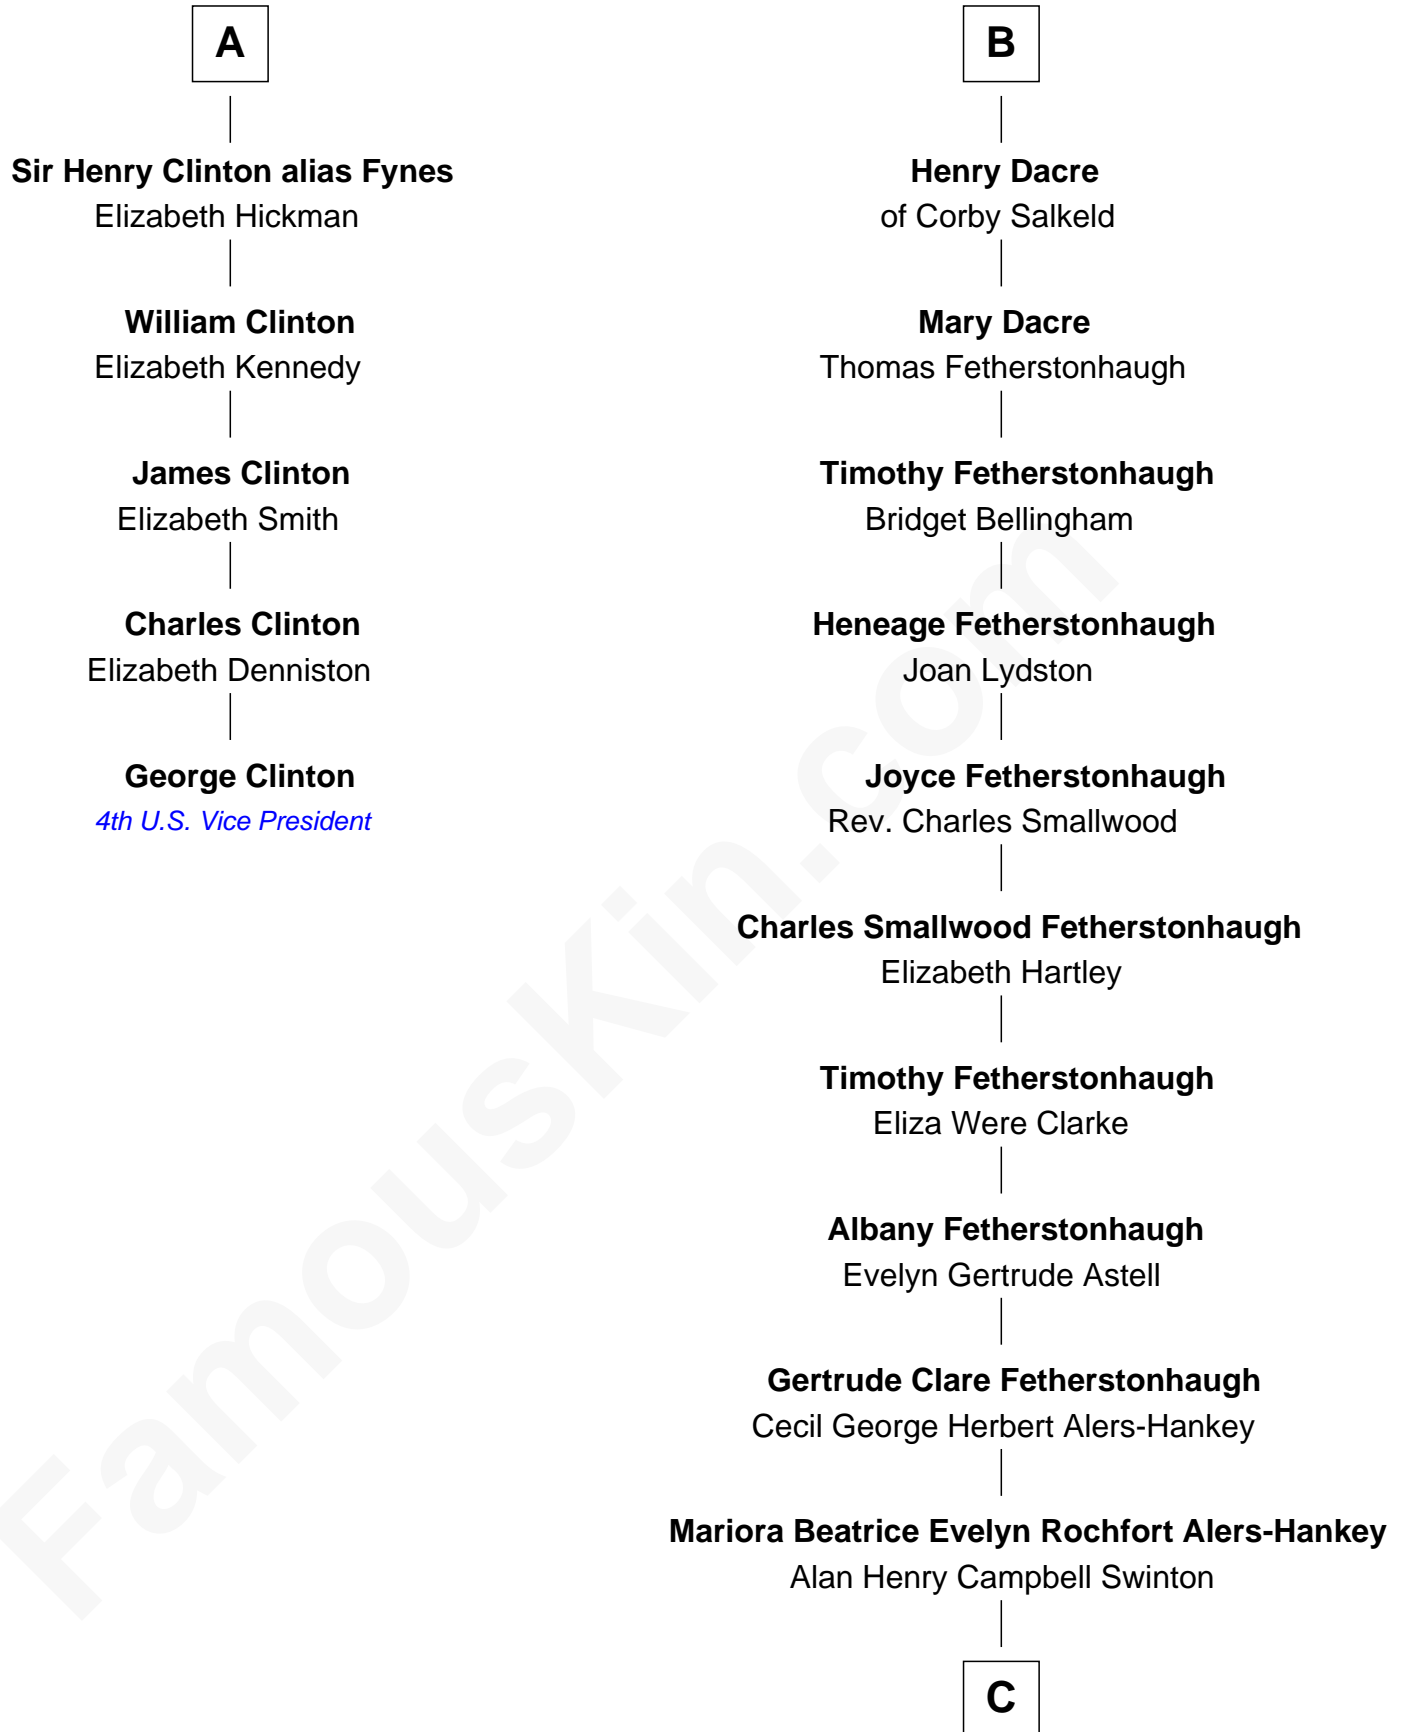 A
Sir Henry Clinton alias Fynes
Elizabeth Hickman
William Clinton
Elizabeth Kennedy
James Clinton
Elizabeth Smith
Charles Clinton
Elizabeth Denniston
George Clinton
4th U.S. Vice President
B
Henry Dacre
of Corby Salkeld
Mary Dacre
Thomas Fetherstonhaugh
Timothy Fetherstonhaugh
Bridget Bellingham
Heneage Fetherstonhaugh
Joan Lydston
Joyce Fetherstonhaugh
Rev. Charles Smallwood
Charles Smallwood Fetherstonhaugh
Elizabeth Hartley
Timothy Fetherstonhaugh
Eliza Were Clarke
Albany Fetherstonhaugh
Evelyn Gertrude Astell
Gertrude Clare Fetherstonhaugh
Cecil George Herbert Alers-Hankey
Mariora Beatrice Evelyn Rochfort Alers-Hankey
Alan Henry Campbell Swinton
C
FamousKin.com